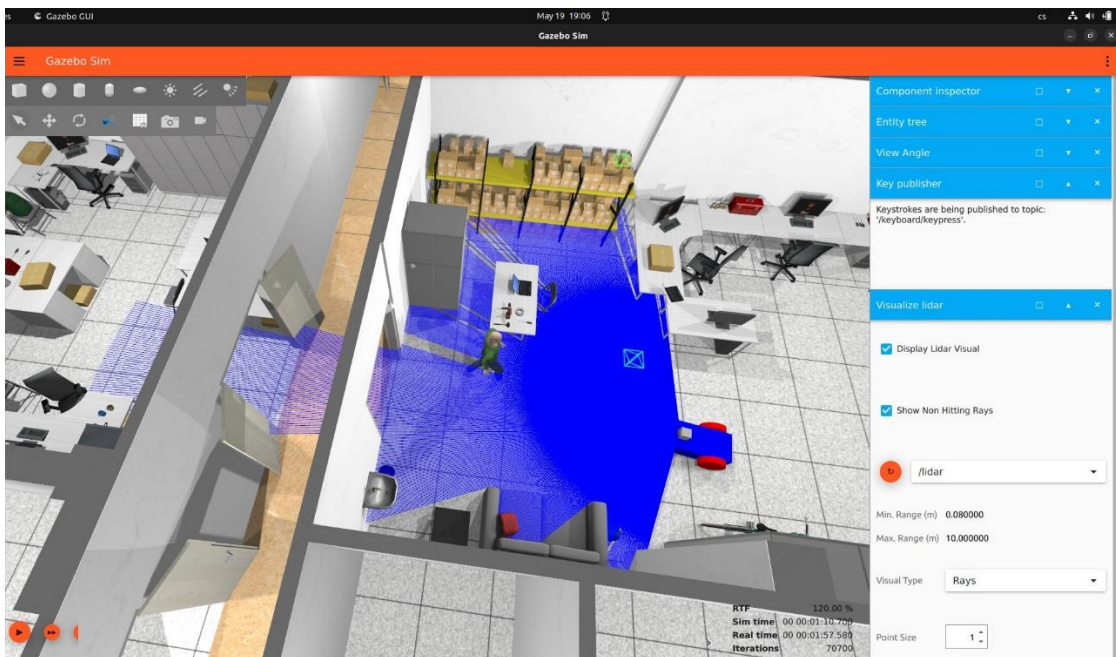 es Gazebo GUI May 19 19:06 cs
Gazebo Sim
Gazebo Sim
Component inspector
Entity tree
View Angle
Key publisher
Keystrokes are being published to topic:
'/keyboard/keypress'.
Visualize lidar
Display Lidar Visual
Show Non Hitting Rays
/lidar
Min. Range (m) 0.080000
Max. Range (m) 10.000000
Visual Type Rays
Point Size 1
RTF 120.00 %
Sim time 00 00:01:10.700
Real time 00 00:01:57.580
Iterations 70700